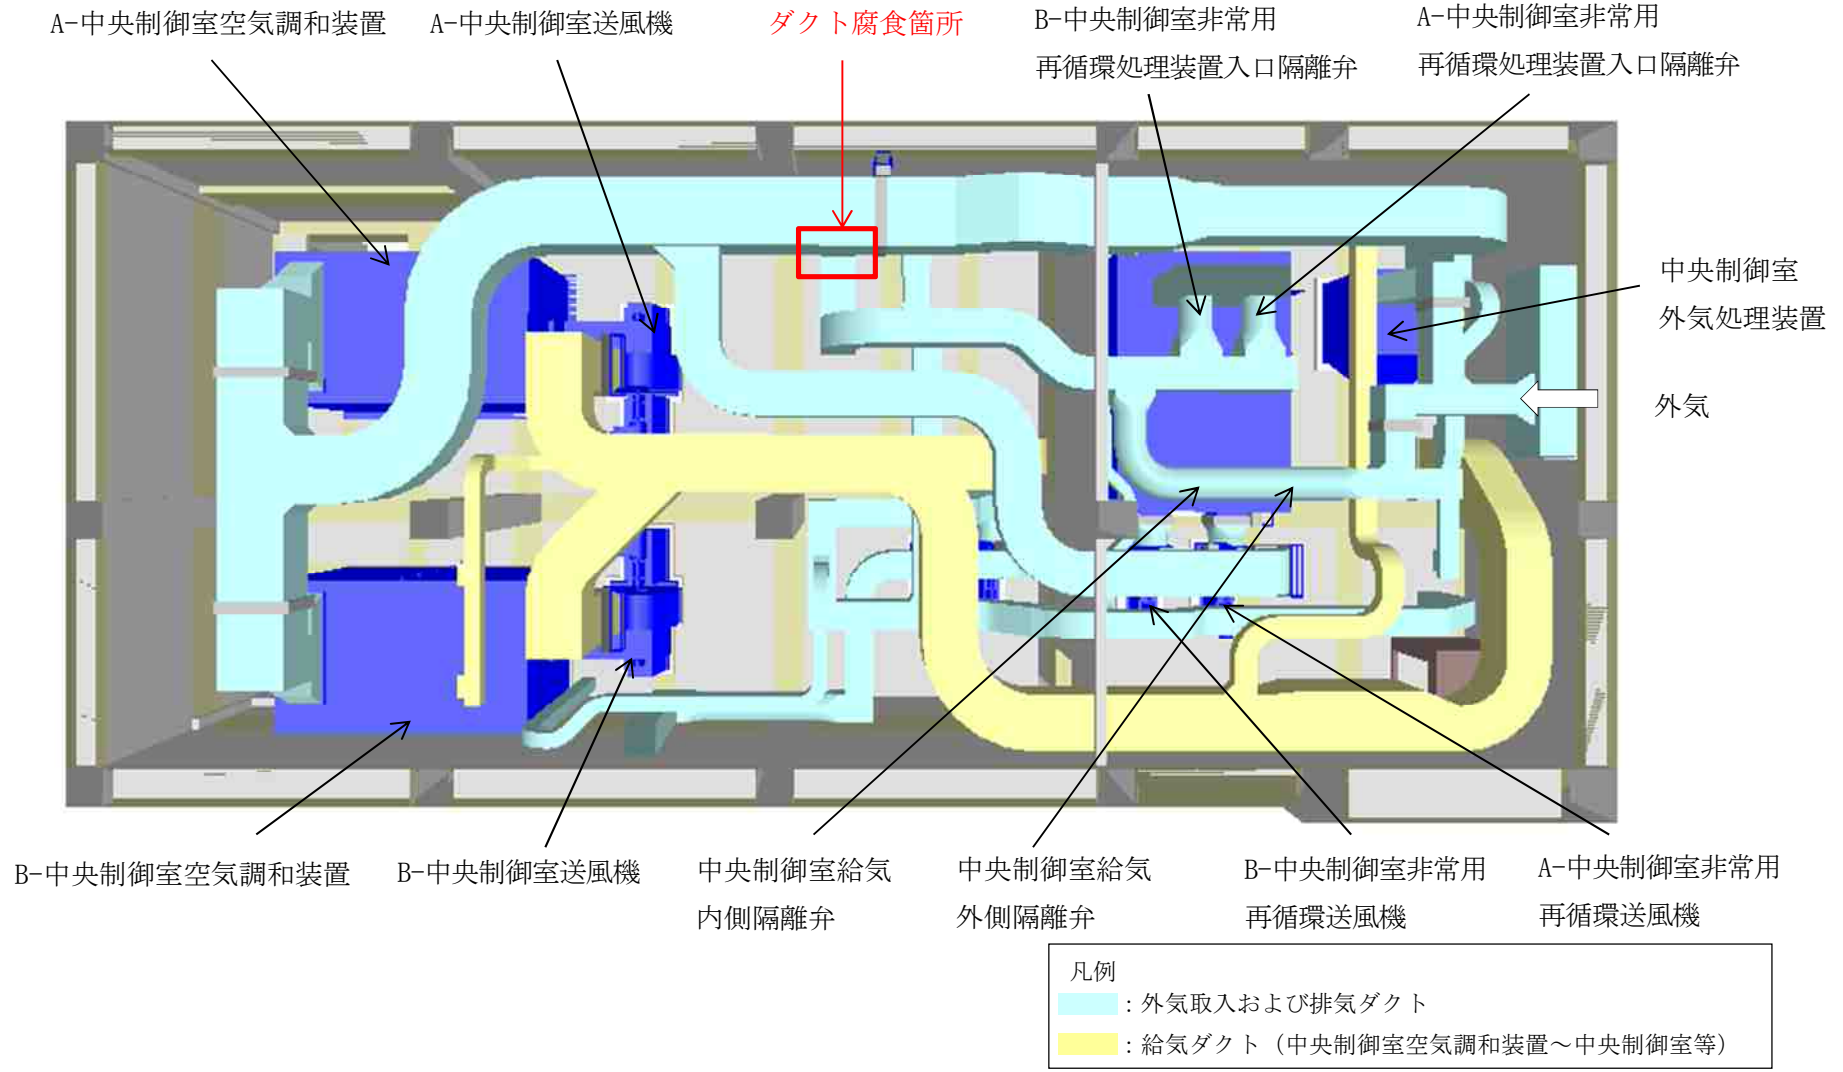 A-中央制御室空気調和装置
A-中央制御室送風機
ダクト腐食箇所
B-中央制御室非常用
再循環処理装置入口隔離弁
A-中央制御室非常用
再循環処理装置入口隔離弁
中央制御室
外気処理装置
外気
B-中央制御室空気調和装置
B-中央制御室送風機
中央制御室給気
内側隔離弁
中央制御室給気
外側隔離弁
B-中央制御室非常用
再循環送風機
A-中央制御室非常用
再循環送風機
凡例
：外気取入および排気ダクト
：給気ダクト（中央制御室空気調和装置～中央制御室等）